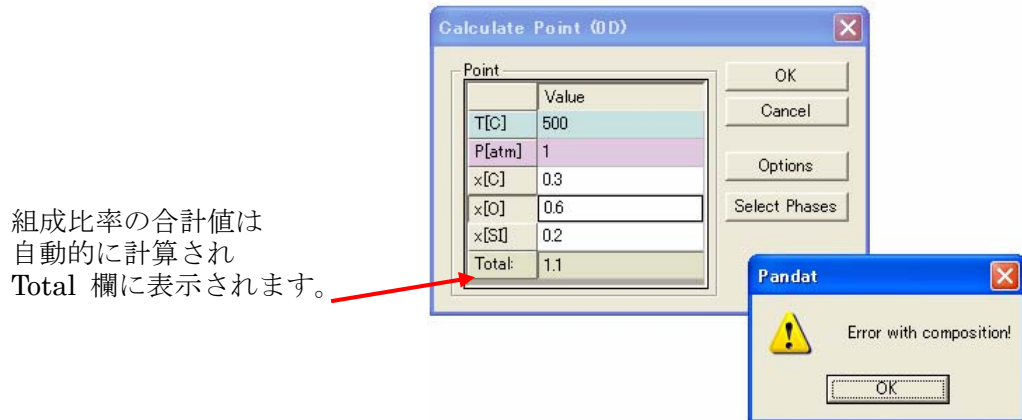 Calculate Point (0D)
Point
Value
T[C] 500
P[atm] 1
x[C] 0.3
x[O] 0.6
x[SI] 0.2
Total: 1.1
OK
Cancel
Options
Select Phases
組成比率の合計値は
自動的に計算され
Total 欄に表示されます。
Pandat
Error with composition!
OK